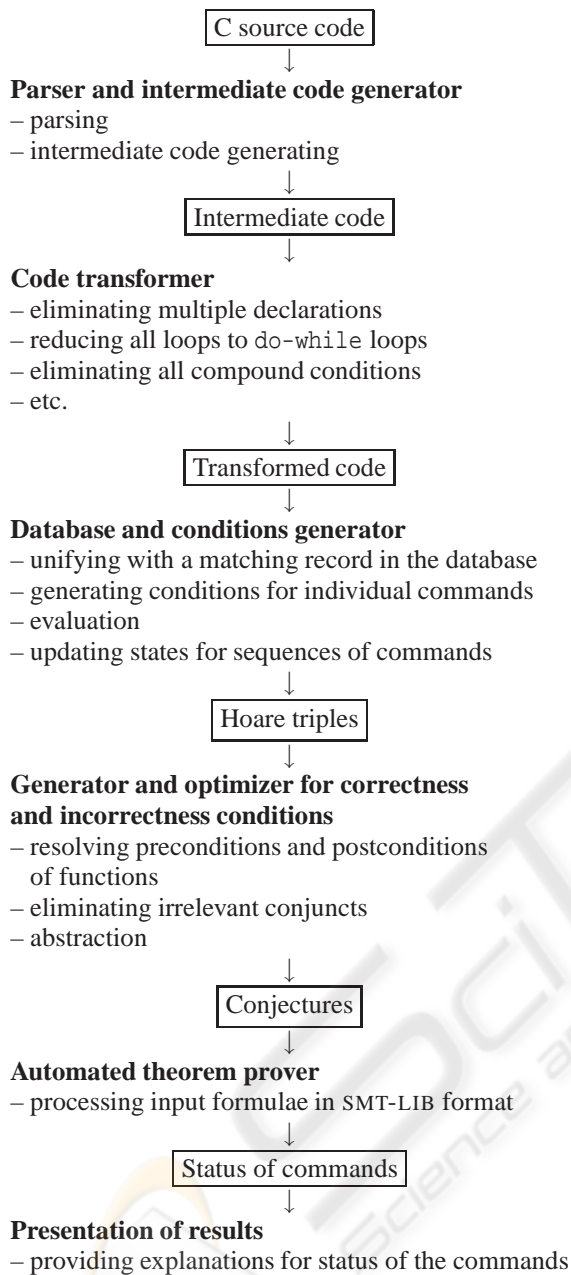 C source code
↓
Parser and intermediate code generator
– parsing
– intermediate code generating
↓
Intermediate code
↓
Code transformer
– eliminating multiple declarations
– reducing all loops to do-while loops
– eliminating all compound conditions
– etc.
↓
Transformed code
↓
Database and conditions generator
– unifying with a matching record in the database
– generating conditions for individual commands
– evaluation
– updating states for sequences of commands
↓
Hoare triples
↓
Generator and optimizer for correctness
and incorrectness conditions
– resolving preconditions and postconditions
of functions
– eliminating irrelevant conjuncts
– abstraction
↓
Conjectures
↓
Automated theorem prover
– processing input formulae in SMT-LIB format
↓
Status of commands
↓
Presentation of results
– providing explanations for status of the commands